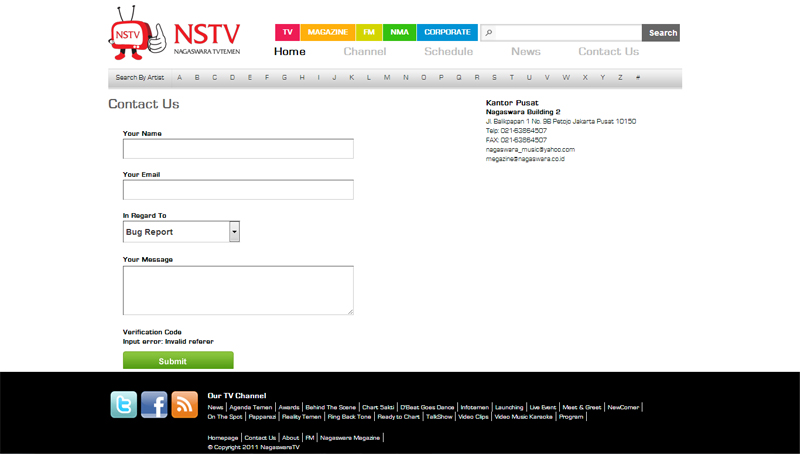 NSTV
NSTV
NAGASWARA TVTEMEN
TV MAGAZINE FM NMA CORPORATE
Search
Home Channel Schedule News Contact Us
Search By Artist A B C D E F G H I J K L M N O P Q R S T U V W X Y Z #
Contact Us
Your Name
Your Email
In Regard To
Bug Report
Your Message
Verification Code
Input error: Invalid referer
Submit
Kantor Pusat
Nagaswara Building 2
Jl. Balikpapan 1 No. 9B Petojo Jakarta Pusat 10150
Telp: 021-63864507
FAX: 021-63864507
nagaswara_music@yahoo.com
megazine@nagaswara.co.id
Our TV Channel
News | Agenda Temen | Awards | Behind The Scene | Chart Sakti | D'Beat Goes Dance | Infotemen | Launching | Live Event | Meet & Greet | NewComer |
On The Spot | Papparazi | Reality Temen | Ring Back Tone | Ready to Chart | TalkShow | Video Clips | Video Music Karaoke | Program |
Homepage | Contact Us | About | FM | Nagaswara Magazine |
© Copyright 2011 NagaswaraTV